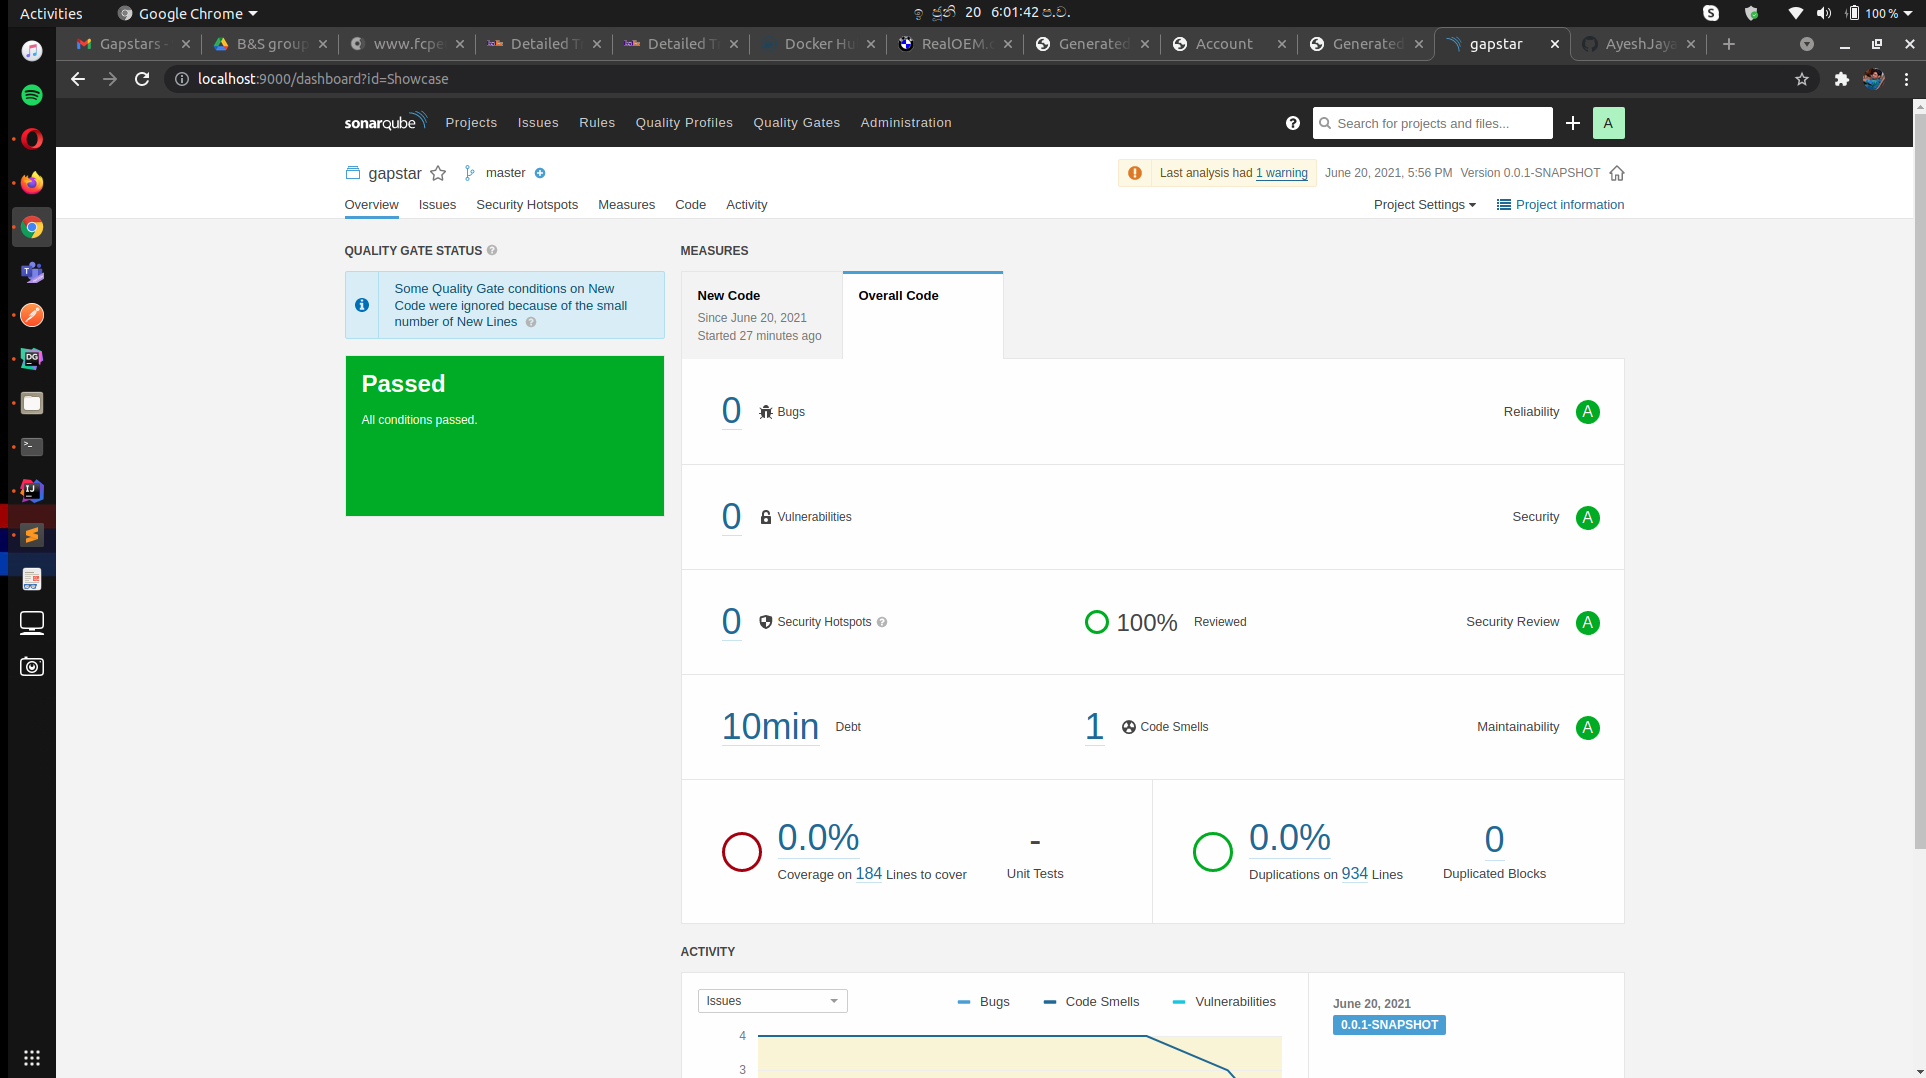 Activities
Google Chrome
ඉ ජූනි 20 6:01:42 ප.ව.
100 %
Gapstars -
B&S group
www.fcpe
Detailed T
Detailed T
Docker Hu
RealOEM.c
Generated
Account
Generated
gapstar
AyeshJaya
localhost:9000/dashboard?id=Showcase
sonarqube
Projects
Issues
Rules
Quality Profiles
Quality Gates
Administration
Search for projects and files...
A
gapstar
master
Last analysis had 1 warning
June 20, 2021, 5:56 PM
Version 0.0.1-SNAPSHOT
Overview
Issues
Security Hotspots
Measures
Code
Activity
Project Settings
Project information
QUALITY GATE STATUS
Some Quality Gate conditions on New
Code were ignored because of the small
number of New Lines
Passed
All conditions passed.
MEASURES
New Code
Since June 20, 2021
Started 27 minutes ago
Overall Code
0 Bugs
Reliability A
0 Vulnerabilities
Security A
0 Security Hotspots
100% Reviewed
Security Review A
10min Debt
1 Code Smells
Maintainability A
0.0%
Coverage on 184 Lines to cover
-
Unit Tests
0.0%
Duplications on 934 Lines
0
Duplicated Blocks
ACTIVITY
Issues
Bugs
Code Smells
Vulnerabilities
4
3
June 20, 2021
0.0.1-SNAPSHOT